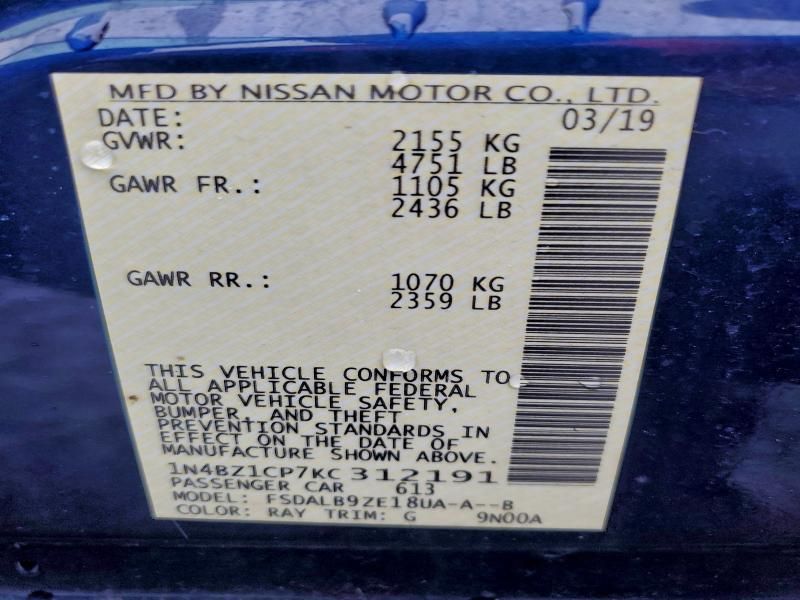 MFD BY NISSAN MOTOR CO., LTD.
DATE: 03/19
GVWR: 2155 KG
4751 LB
GAWR FR.: 1105 KG
2436 LB
GAWR RR.: 1070 KG
2359 LB
THIS VEHICLE CONFORMS TO
ALL APPLICABLE FEDERAL
MOTOR VEHICLE SAFETY,
BUMPER, AND THEFT
PREVENTION STANDARDS IN
EFFECT ON THE DATE OF
MANUFACTURE SHOWN ABOVE.
1N4BZ1CP7KC312191
PASSENGER CAR 613
MODEL: FSDALB9ZE18UA-A--B
COLOR: RAY TRIM: G 9N00A